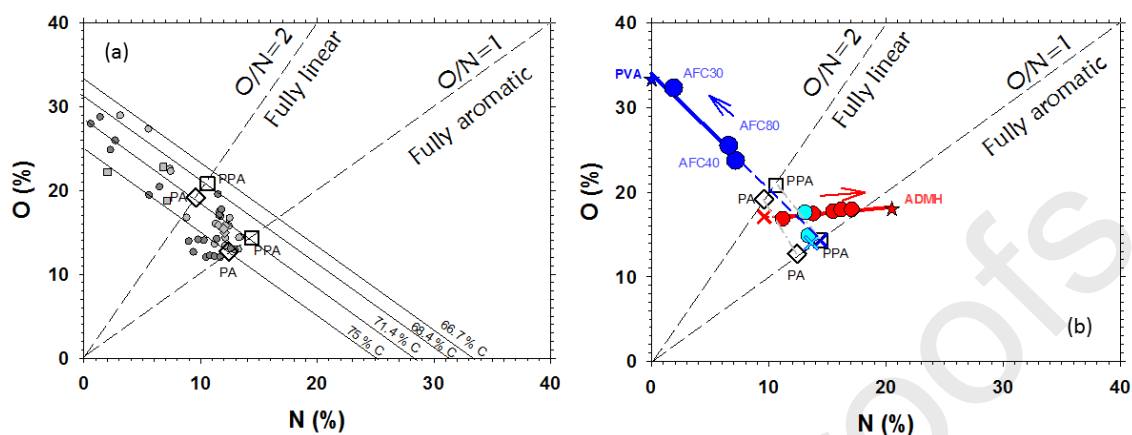 (a)
O (%)
40
30
20
10
0
0
10
20
30
40
N (%)
O/N=2
Fully linear
O/N=1
Fully aromatic
PPA
PA
PPA
PA
75 % C
71.4 % C
68.4 % C
66.7 % C
(b)
O (%)
40
30
20
10
0
0
10
20
30
40
N (%)
O/N=2
Fully linear
O/N=1
Fully aromatic
PVA
AFC30
AFC80
AFC40
PPA
PA
ADMH
PPA
PA
oofs